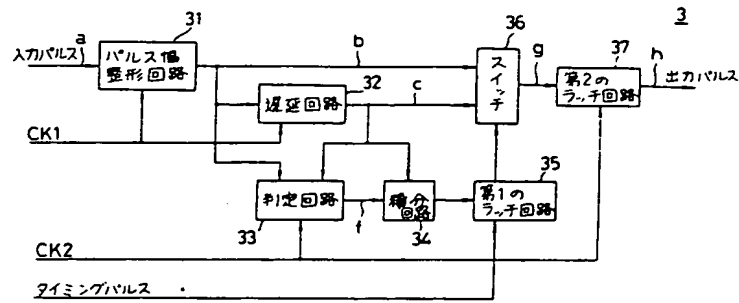 3
31
36
37
入力パルス
a
パルス幅
整形回路
b
スイッチ
g
第2の
ラッチ回路
h
出力パルス
32
遅延回路
c
CK1
35
判定回路
33
f
積分
回路
34
第1の
ラッチ回路
CK2
タイミングパルス